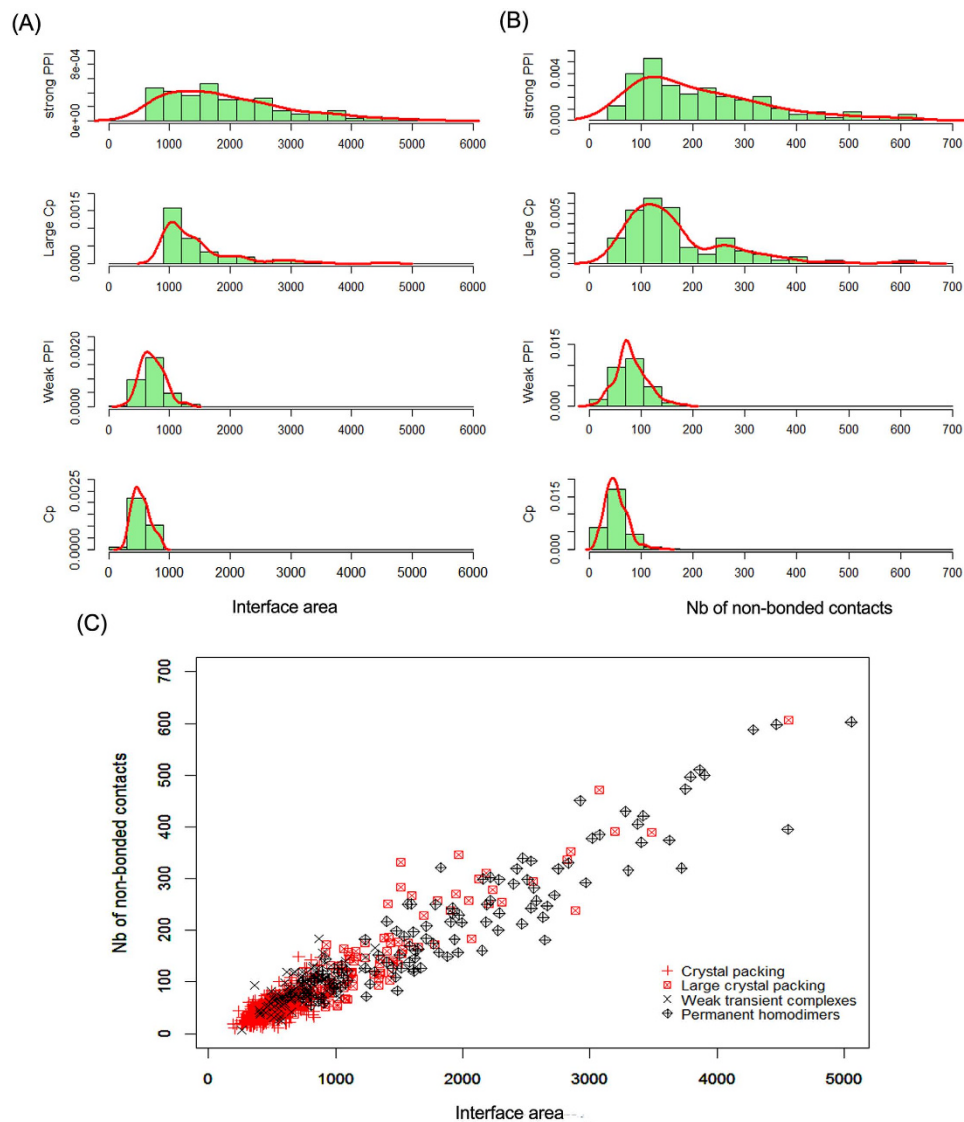 (A)
(B)
strong PPI
0e+00 8e-04
0 1000 2000 3000 4000 5000 6000
strong PPI
0.000 0.004
0 100 200 300 400 500 600 700
Large Cp
0.000 0.0015
0 1000 2000 3000 4000 5000 6000
Large Cp
0.000 0.005
0 100 200 300 400 500 600 700
Weak PPI
0.000 0.0020
0 1000 2000 3000 4000 5000 6000
Weak PPI
0.000 0.015
0 100 200 300 400 500 600 700
Cp
0.0000 0.0025
0 1000 2000 3000 4000 5000 6000
Interface area
Cp
0.000 0.015
0 100 200 300 400 500 600 700
Nb of non-bonded contacts
(C)
Nb of non-bonded contacts
0 100 200 300 400 500 600 700
Crystal packing
Large crystal packing
Weak transient complexes
Permanent homodimers
0 1000 2000 3000 4000 5000
Interface area